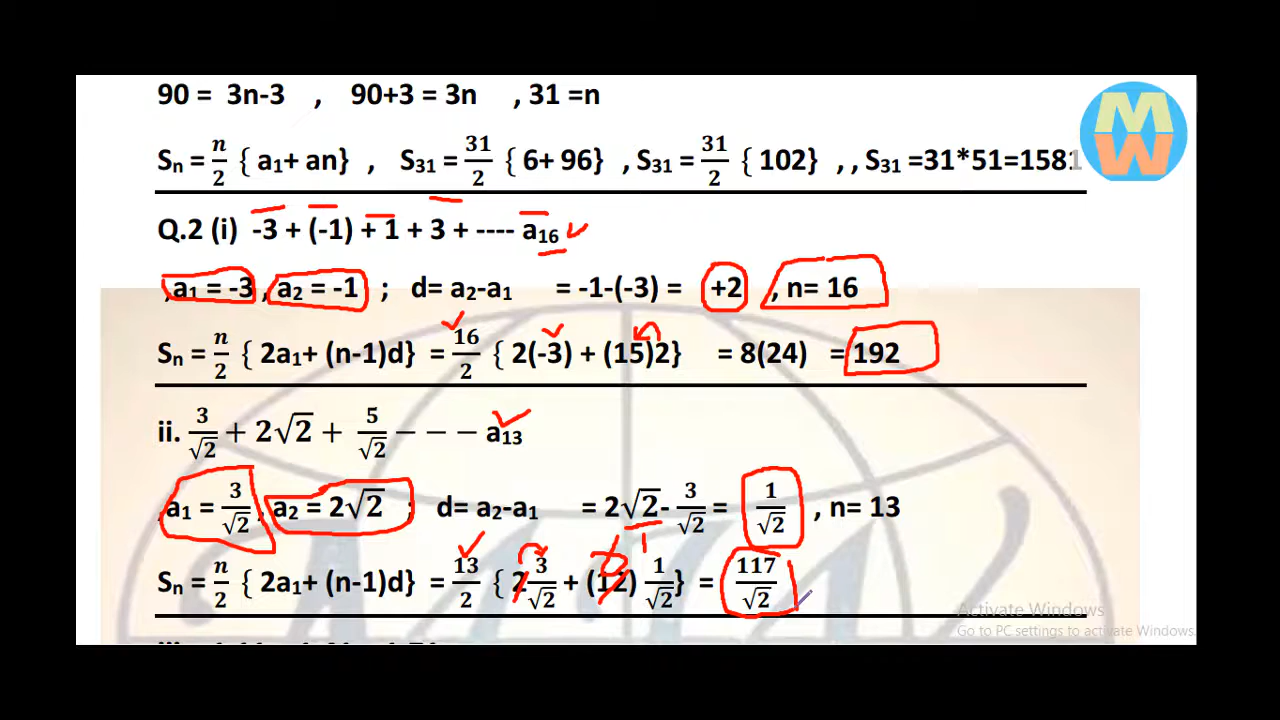 90 = 3n-3 , 90+3 = 3n , 31 =n
Sₙ = n/2 { a₁+ an} , S₃₁ = 31/2 { 6+ 96} , S₃₁ = 31/2 { 102} , , S₃₁ =31*51=1581
MW
Q.2 (i) -3 + (-1) + 1 + 3 + ---- a₁₆
,a₁ = -3 , a₂ = -1 ; d= a₂-a₁ = -1-(-3) = +2 , n= 16
Sₙ = n/2 { 2a₁+ (n-1)d} = 16/2 { 2(-3) + (15)2} = 8(24) = 192
ii. 3/√2 + 2√2 + 5/√2 − − − a₁₃
,a₁ = 3/√2 , a₂ = 2√2 ; d= a₂-a₁ = 2√2- 3/√2 = 1/√2 , n= 13
Sₙ = n/2 { 2a₁+ (n-1)d} = 13/2 { 2 3/√2 + (12) 1/√2} = 117/√2
Activate Windows
Go to PC settings to activate Windows.